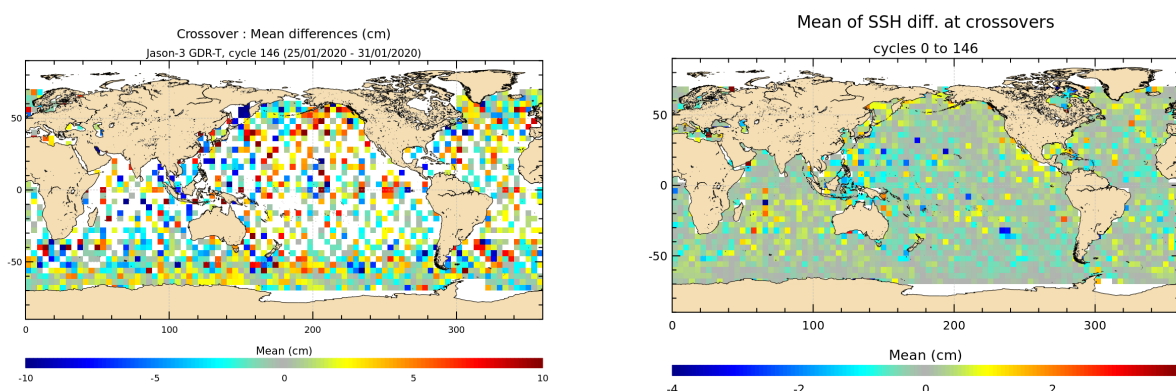 Crossover : Mean differences (cm)
Jason-3 GDR-T, cycle 146 (25/01/2020 - 31/01/2020)
50
0
-50
0 100 200 300
Mean (cm)
-10 -5 0 5 10
Mean of SSH diff. at crossovers
cycles 0 to 146
50
0
-50
0 100 200 300
Mean (cm)
-4 -2 0 2